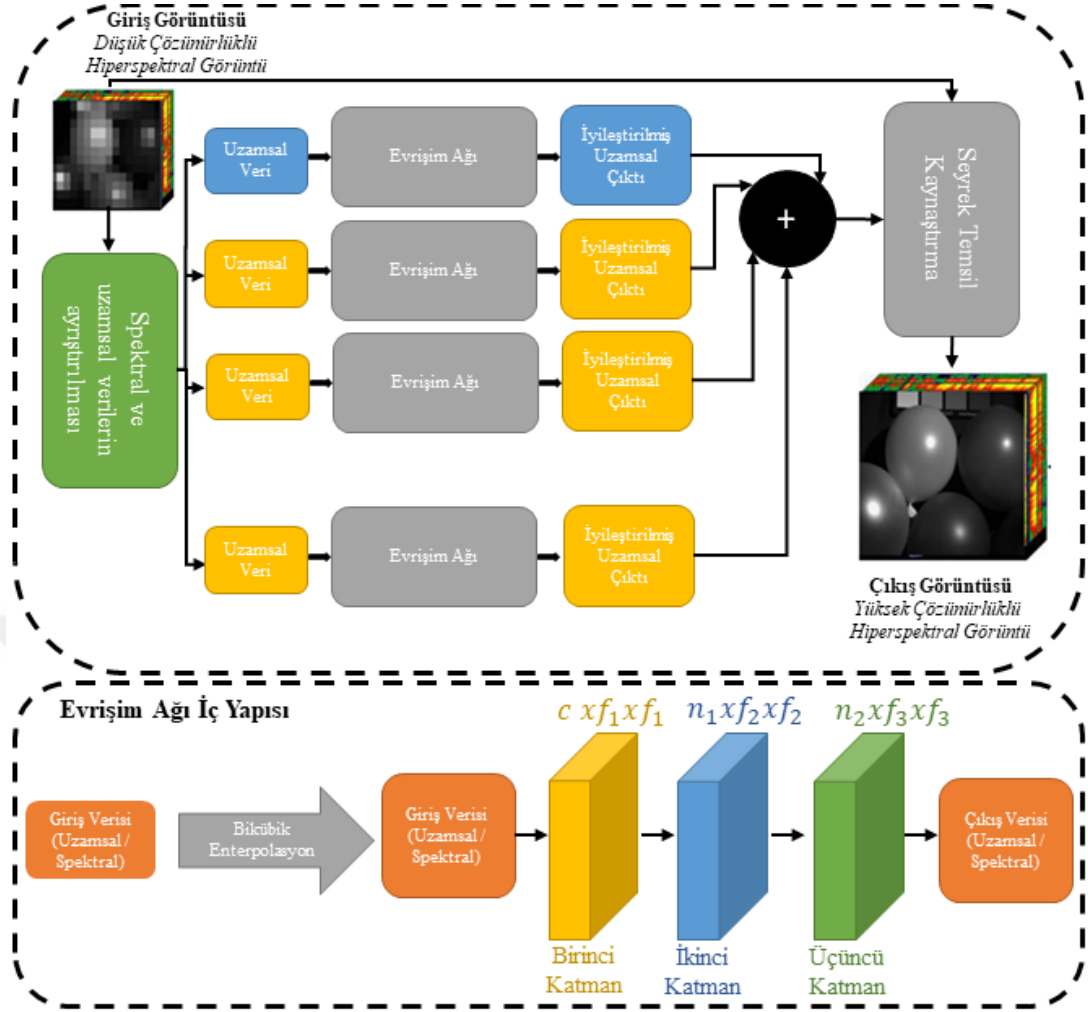 Giriş Görüntüsü
Düşük Çözümürlüklü
Hiperspektral Görüntü
Spektral ve
uzamsal verilerin
ayrıştırılması
Uzamsal
Veri
Evrişim Ağı
İyileştirilmiş
Uzamsal
Çıktı
Uzamsal
Veri
Evrişim Ağı
İyileştirilmiş
Uzamsal
Çıktı
Uzamsal
Veri
Evrişim Ağı
İyileştirilmiş
Uzamsal
Çıktı
Uzamsal
Veri
Evrişim Ağı
İyileştirilmiş
Uzamsal
Çıktı
+
Seyrek Temsil
Kaynaştırma
Çıkış Görüntüsü
Yüksek Çözümürlüklü
Hiperspektral Görüntü
Evrişim Ağı İç Yapısı
Giriş Verisi
(Uzamsal /
Spektral)
Bikübik
Enterpolasyon
Giriş Verisi
(Uzamsal /
Spektral)
c xf₁xf₁
Birinci
Katman
n₁xf₂xf₂
İkinci
Katman
n₂xf₃xf₃
Üçüncü
Katman
Çıkış Verisi
(Uzamsal /
Spektral)